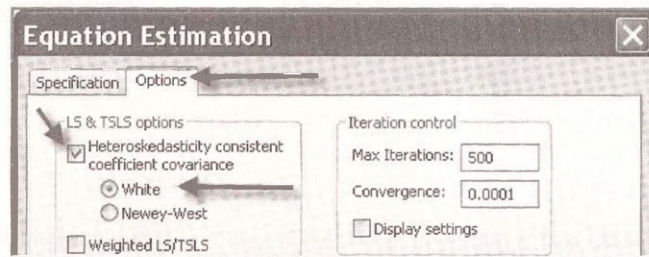 Equation Estimation
Specification
Options
LS & TSLS options
Heteroskedasticity consistent
coefficient covariance
White
Newey-West
Weighted LS/TSLS
Iteration control
Max Iterations: 500
Convergence: 0.0001
Display settings